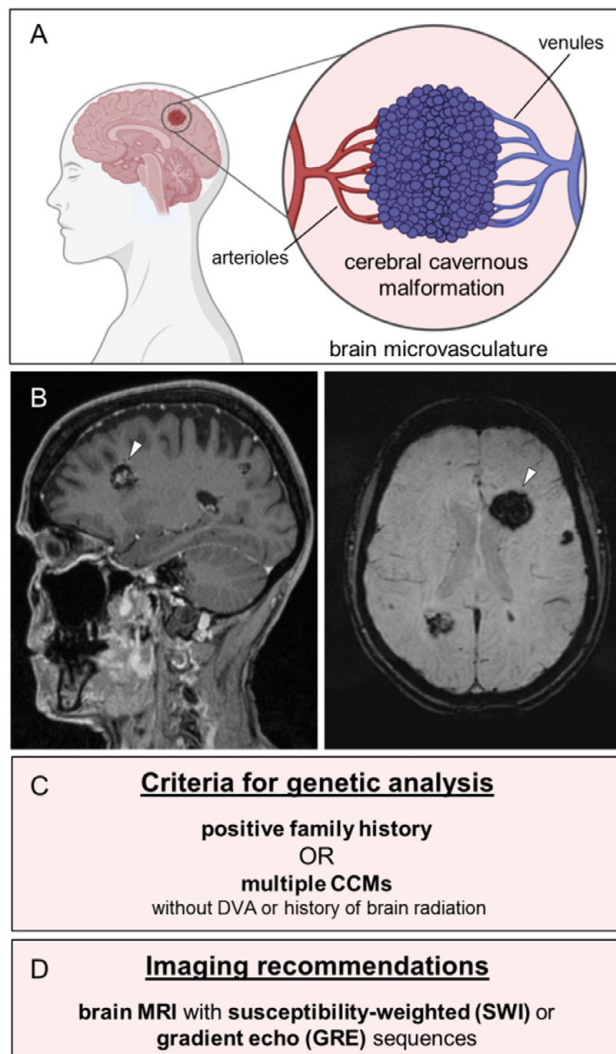 A
venules
arterioles
cerebral cavernous
malformation
brain microvasculature
B
C
Criteria for genetic analysis
positive family history
OR
multiple CCMs
without DVA or history of brain radiation
D
Imaging recommendations
brain MRI with susceptibility-weighted (SWI) or
gradient echo (GRE) sequences